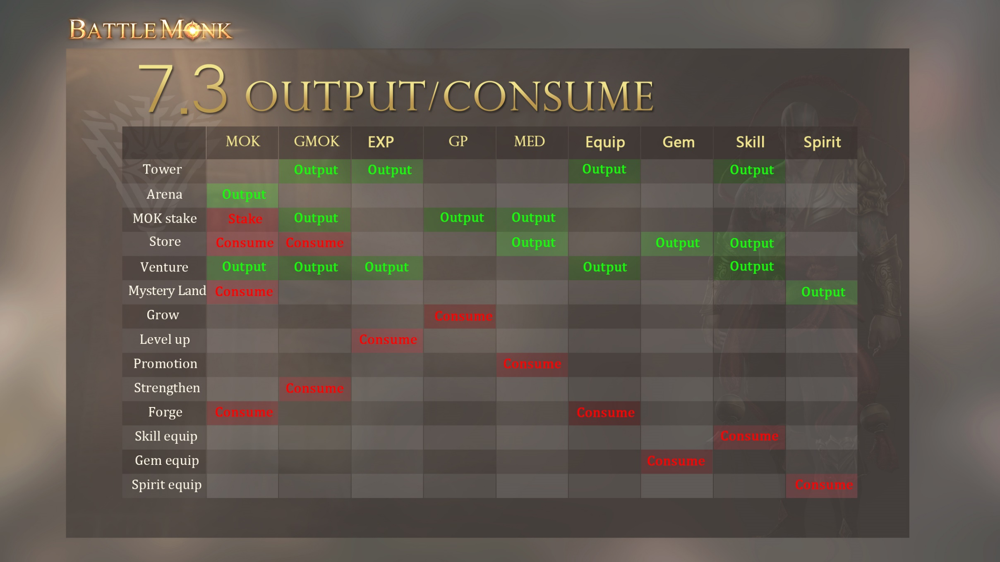 BATTLE MONK
7.3 OUTPUT/CONSUME
MOK GMOK EXP GP MED Equip Gem Skill Spirit
Tower Output Output Output Output
Arena Output
MOK stake Stake Output Output Output
Store Consume Consume Output Output Output
Venture Output Output Output Output Output
Mystery Land Consume Output
Grow Consume
Level up Consume
Promotion Consume
Strengthen Consume
Forge Consume Consume
Skill equip Consume
Gem equip Consume
Spirit equip Consume